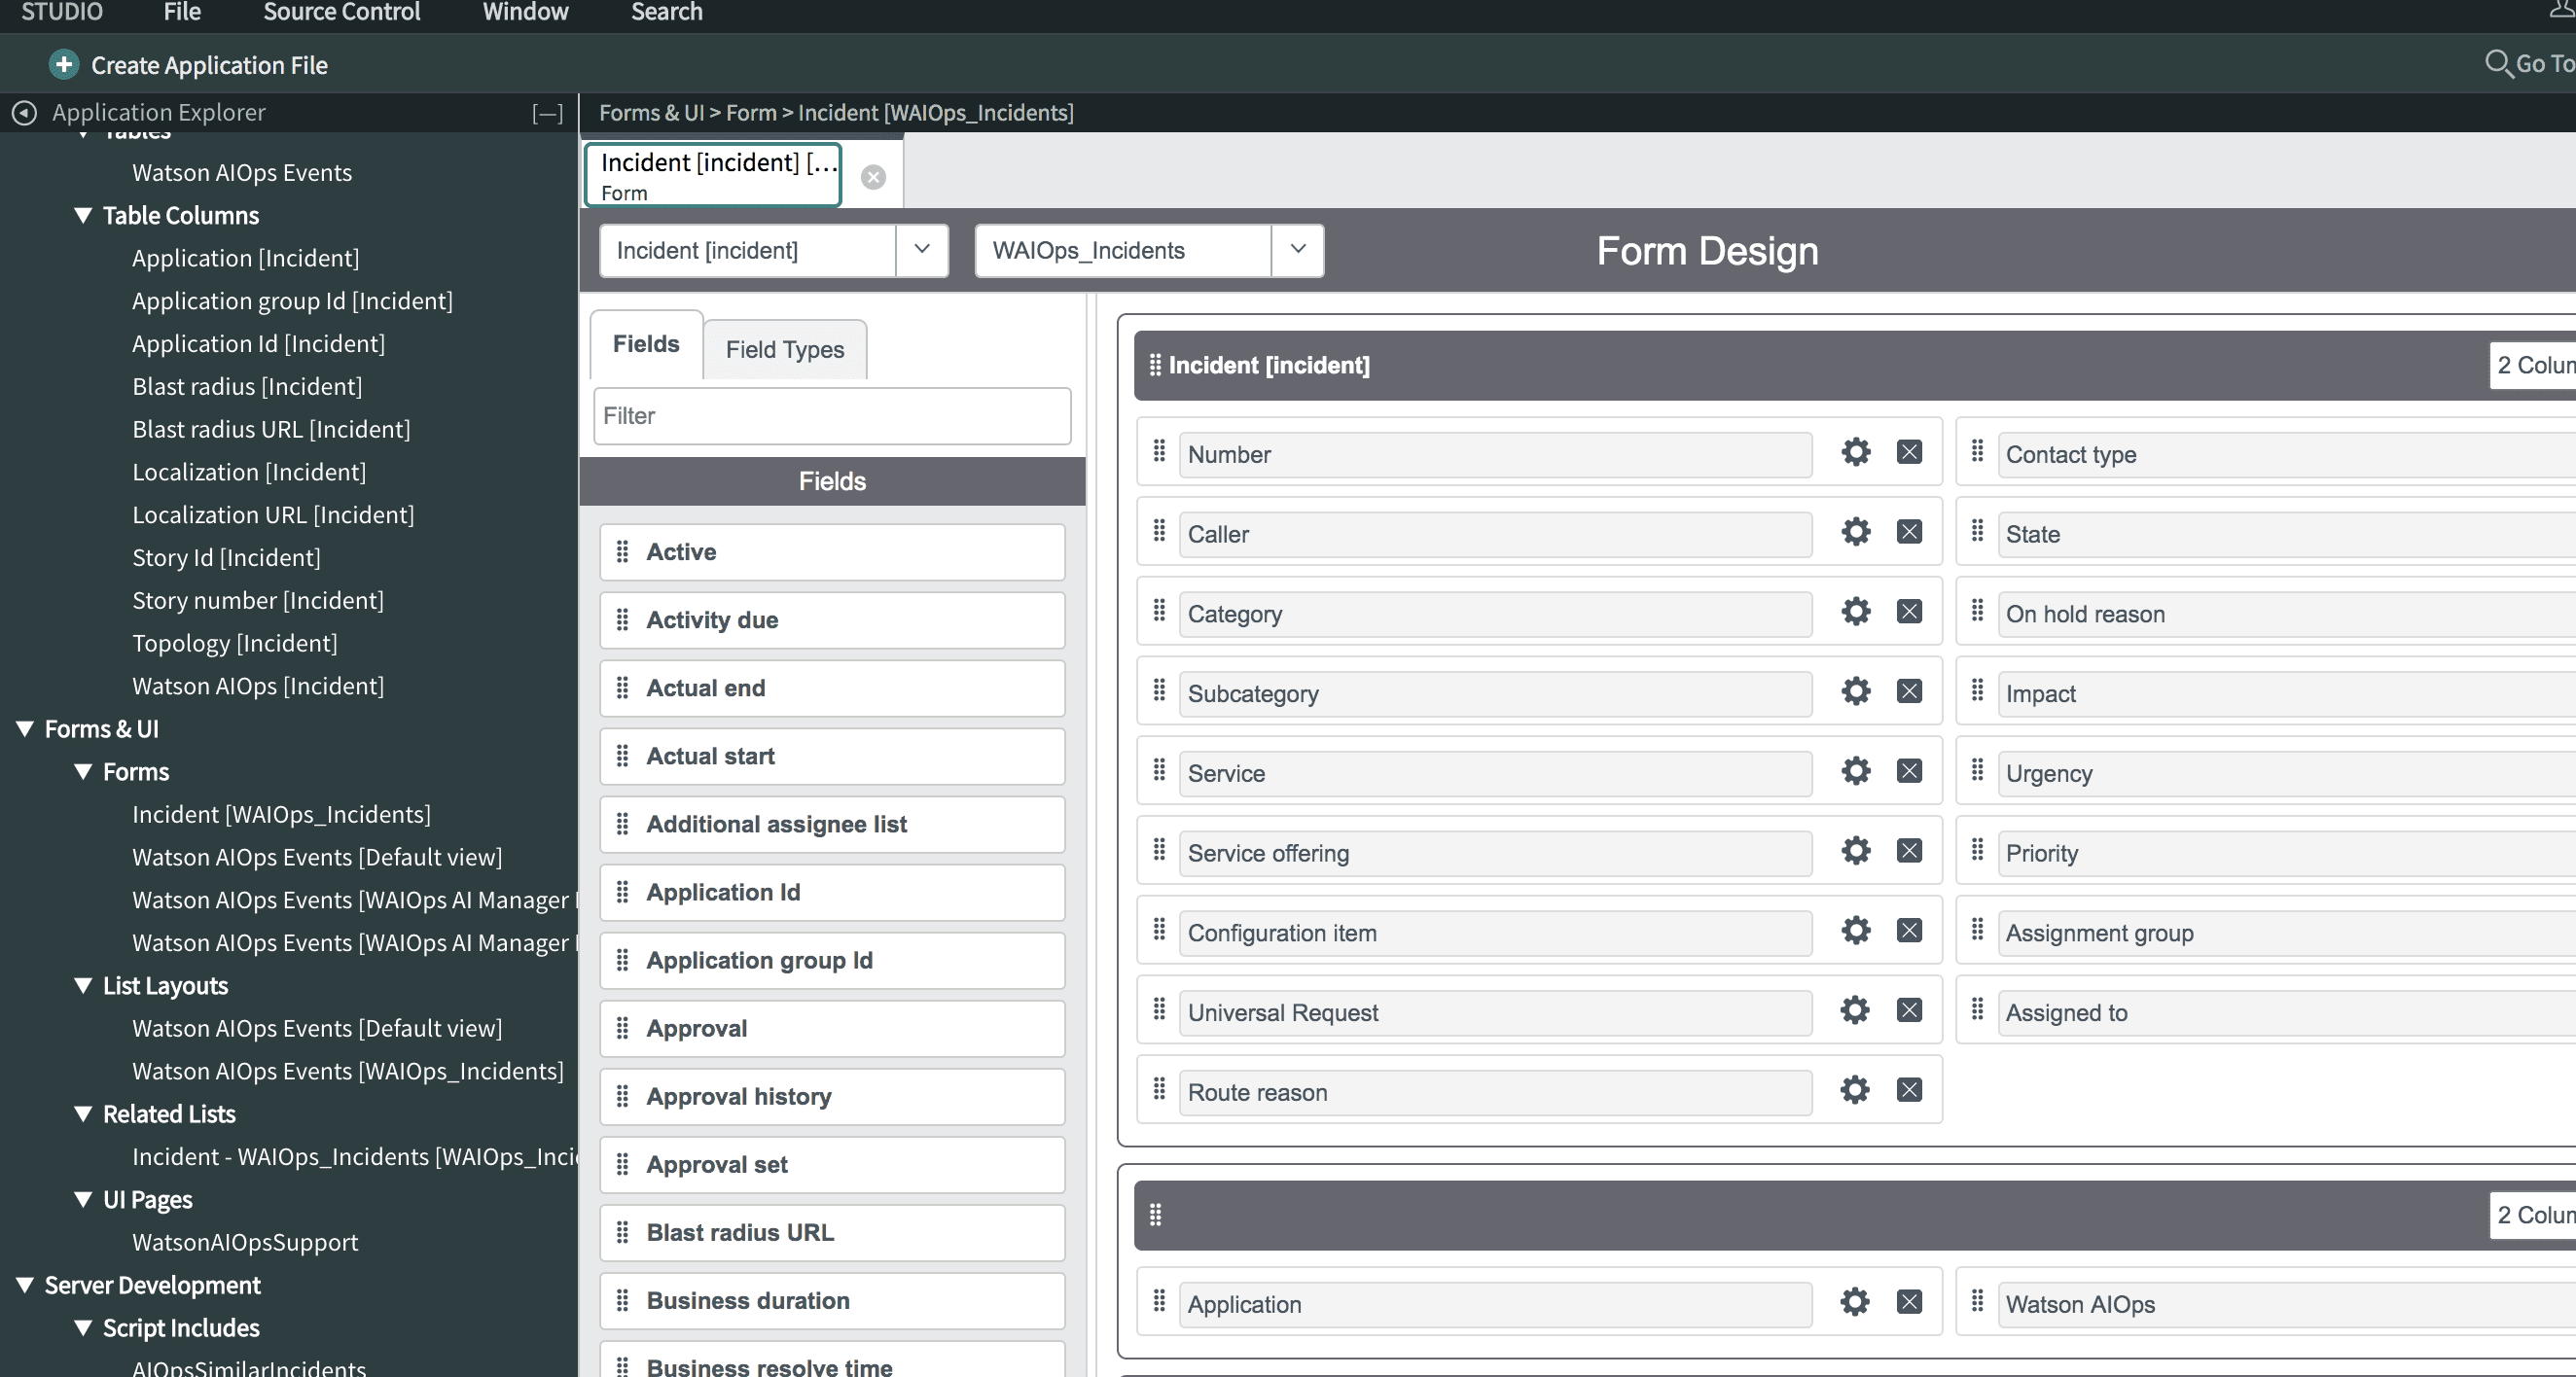 STUDIO File Source Control Window Search
Create Application File
Go To
Application Explorer [—]
Forms & UI > Form > Incident [WAIOps_Incidents]
Tables
Watson AIOps Events
Table Columns
Application [Incident]
Application group Id [Incident]
Application Id [Incident]
Blast radius [Incident]
Blast radius URL [Incident]
Localization [Incident]
Localization URL [Incident]
Story Id [Incident]
Story number [Incident]
Topology [Incident]
Watson AIOps [Incident]
Forms & UI
Forms
Incident [WAIOps_Incidents]
Watson AIOps Events [Default view]
Watson AIOps Events [WAIOps AI Manager
Watson AIOps Events [WAIOps AI Manager
List Layouts
Watson AIOps Events [Default view]
Watson AIOps Events [WAIOps_Incidents]
Related Lists
Incident - WAIOps_Incidents [WAIOps_Inci
UI Pages
WatsonAIOpsSupport
Server Development
Script Includes
AIOpsSimilarIncidents
Incident [incident] [...
Form
Incident [incident]
WAIOps_Incidents
Form Design
Fields
Field Types
Filter
Fields
Active
Activity due
Actual end
Actual start
Additional assignee list
Application Id
Application group Id
Approval
Approval history
Approval set
Blast radius URL
Business duration
Business resolve time
Incident [incident]
2 Colum
Number
Contact type
Caller
State
Category
On hold reason
Subcategory
Impact
Service
Urgency
Service offering
Priority
Configuration item
Assignment group
Universal Request
Assigned to
Route reason
2 Colum
Application
Watson AIOps